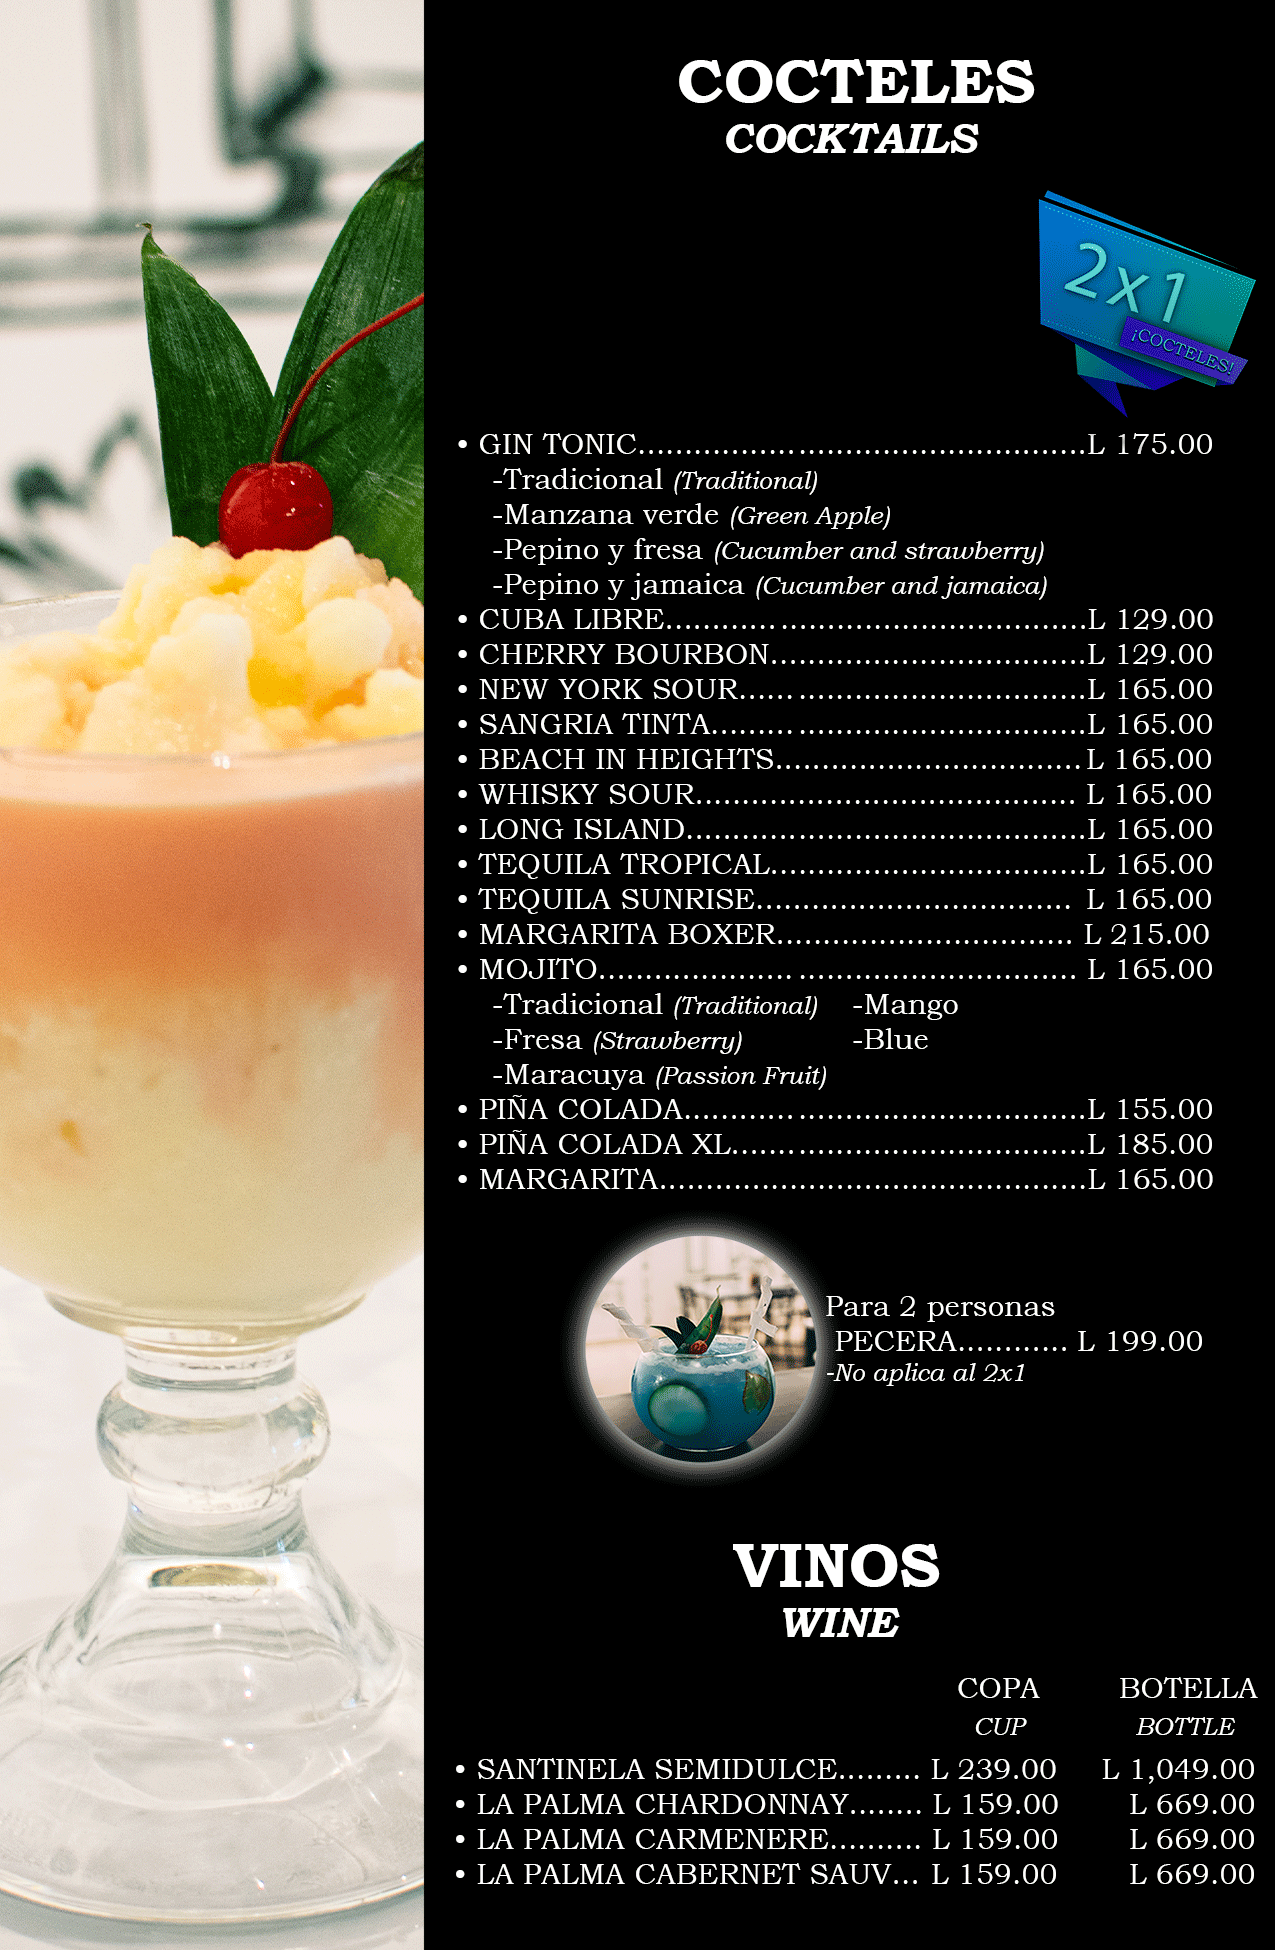 COCTELES
COCKTAILS
2x1
¡COCTELES!
• GIN TONIC................................................L 175.00
-Tradicional (Traditional)
-Manzana verde (Green Apple)
-Pepino y fresa (Cucumber and strawberry)
-Pepino y jamaica (Cucumber and jamaica)
• CUBA LIBRE.............................................L 129.00
• CHERRY BOURBON..................................L 129.00
• NEW YORK SOUR.....................................L 165.00
• SANGRIA TINTA........................................L 165.00
• BEACH IN HEIGHTS.................................L 165.00
• WHISKY SOUR......................................... L 165.00
• LONG ISLAND...........................................L 165.00
• TEQUILA TROPICAL..................................L 165.00
• TEQUILA SUNRISE.................................. L 165.00
• MARGARITA BOXER................................ L 215.00
• MOJITO................................................... L 165.00
-Tradicional (Traditional) -Mango
-Fresa (Strawberry) -Blue
-Maracuya (Passion Fruit)
• PIÑA COLADA...........................................L 155.00
• PIÑA COLADA XL......................................L 185.00
• MARGARITA..............................................L 165.00
Para 2 personas
PECERA............ L 199.00
-No aplica al 2x1
VINOS
WINE
COPA BOTELLA
CUP BOTTLE
• SANTINELA SEMIDULCE......... L 239.00 L 1,049.00
• LA PALMA CHARDONNAY........ L 159.00 L 669.00
• LA PALMA CARMENERE.......... L 159.00 L 669.00
• LA PALMA CABERNET SAUV... L 159.00 L 669.00